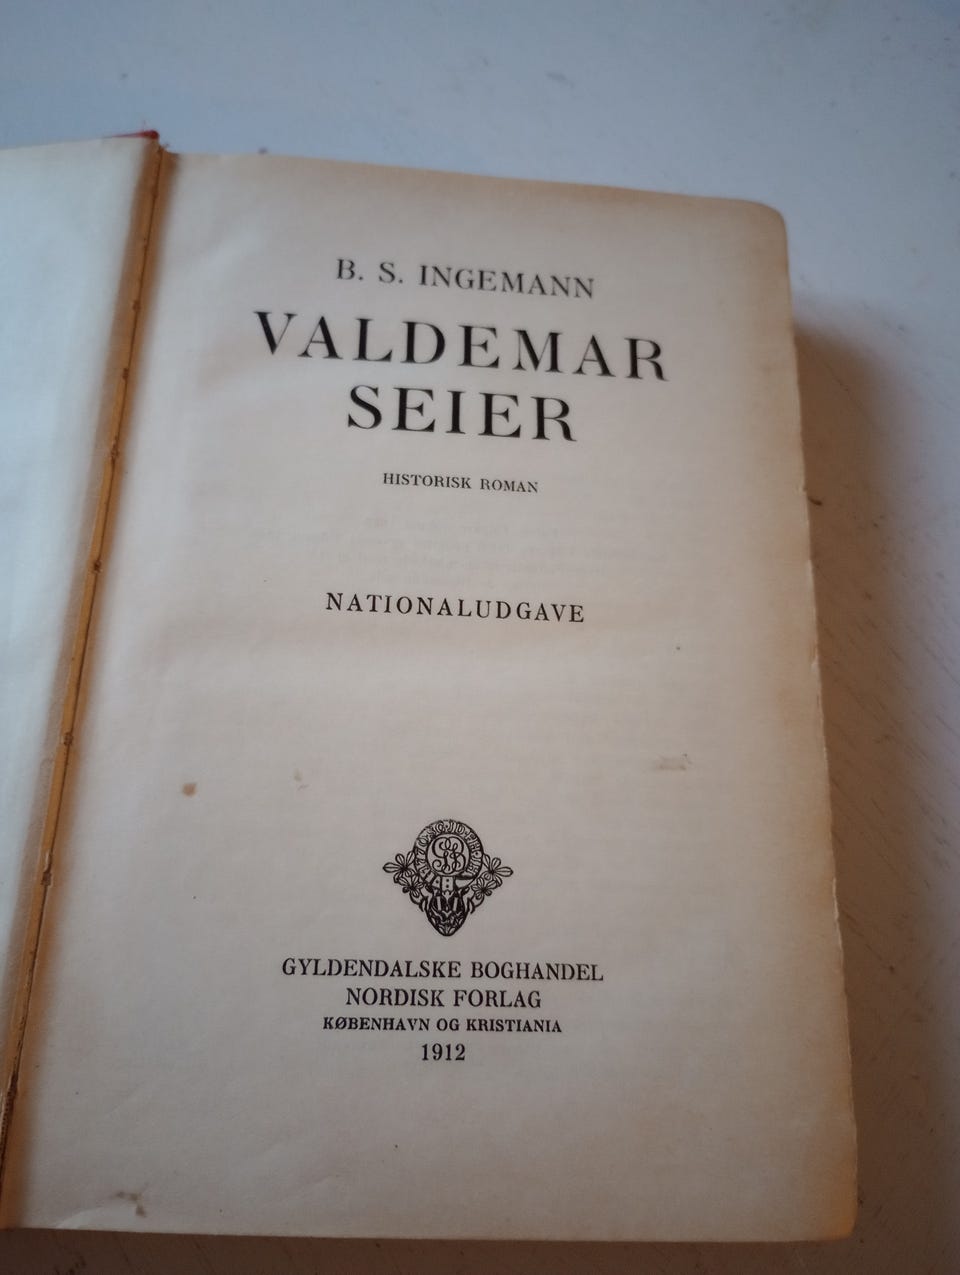 B. S. INGEMANN
VALDEMAR
SEIER
HISTORISK ROMAN
NATIONALUDGAVE
GYLDENDALSKE BOGHANDEL
NORDISK FORLAG
KØBENHAVN OG KRISTIANIA
1912